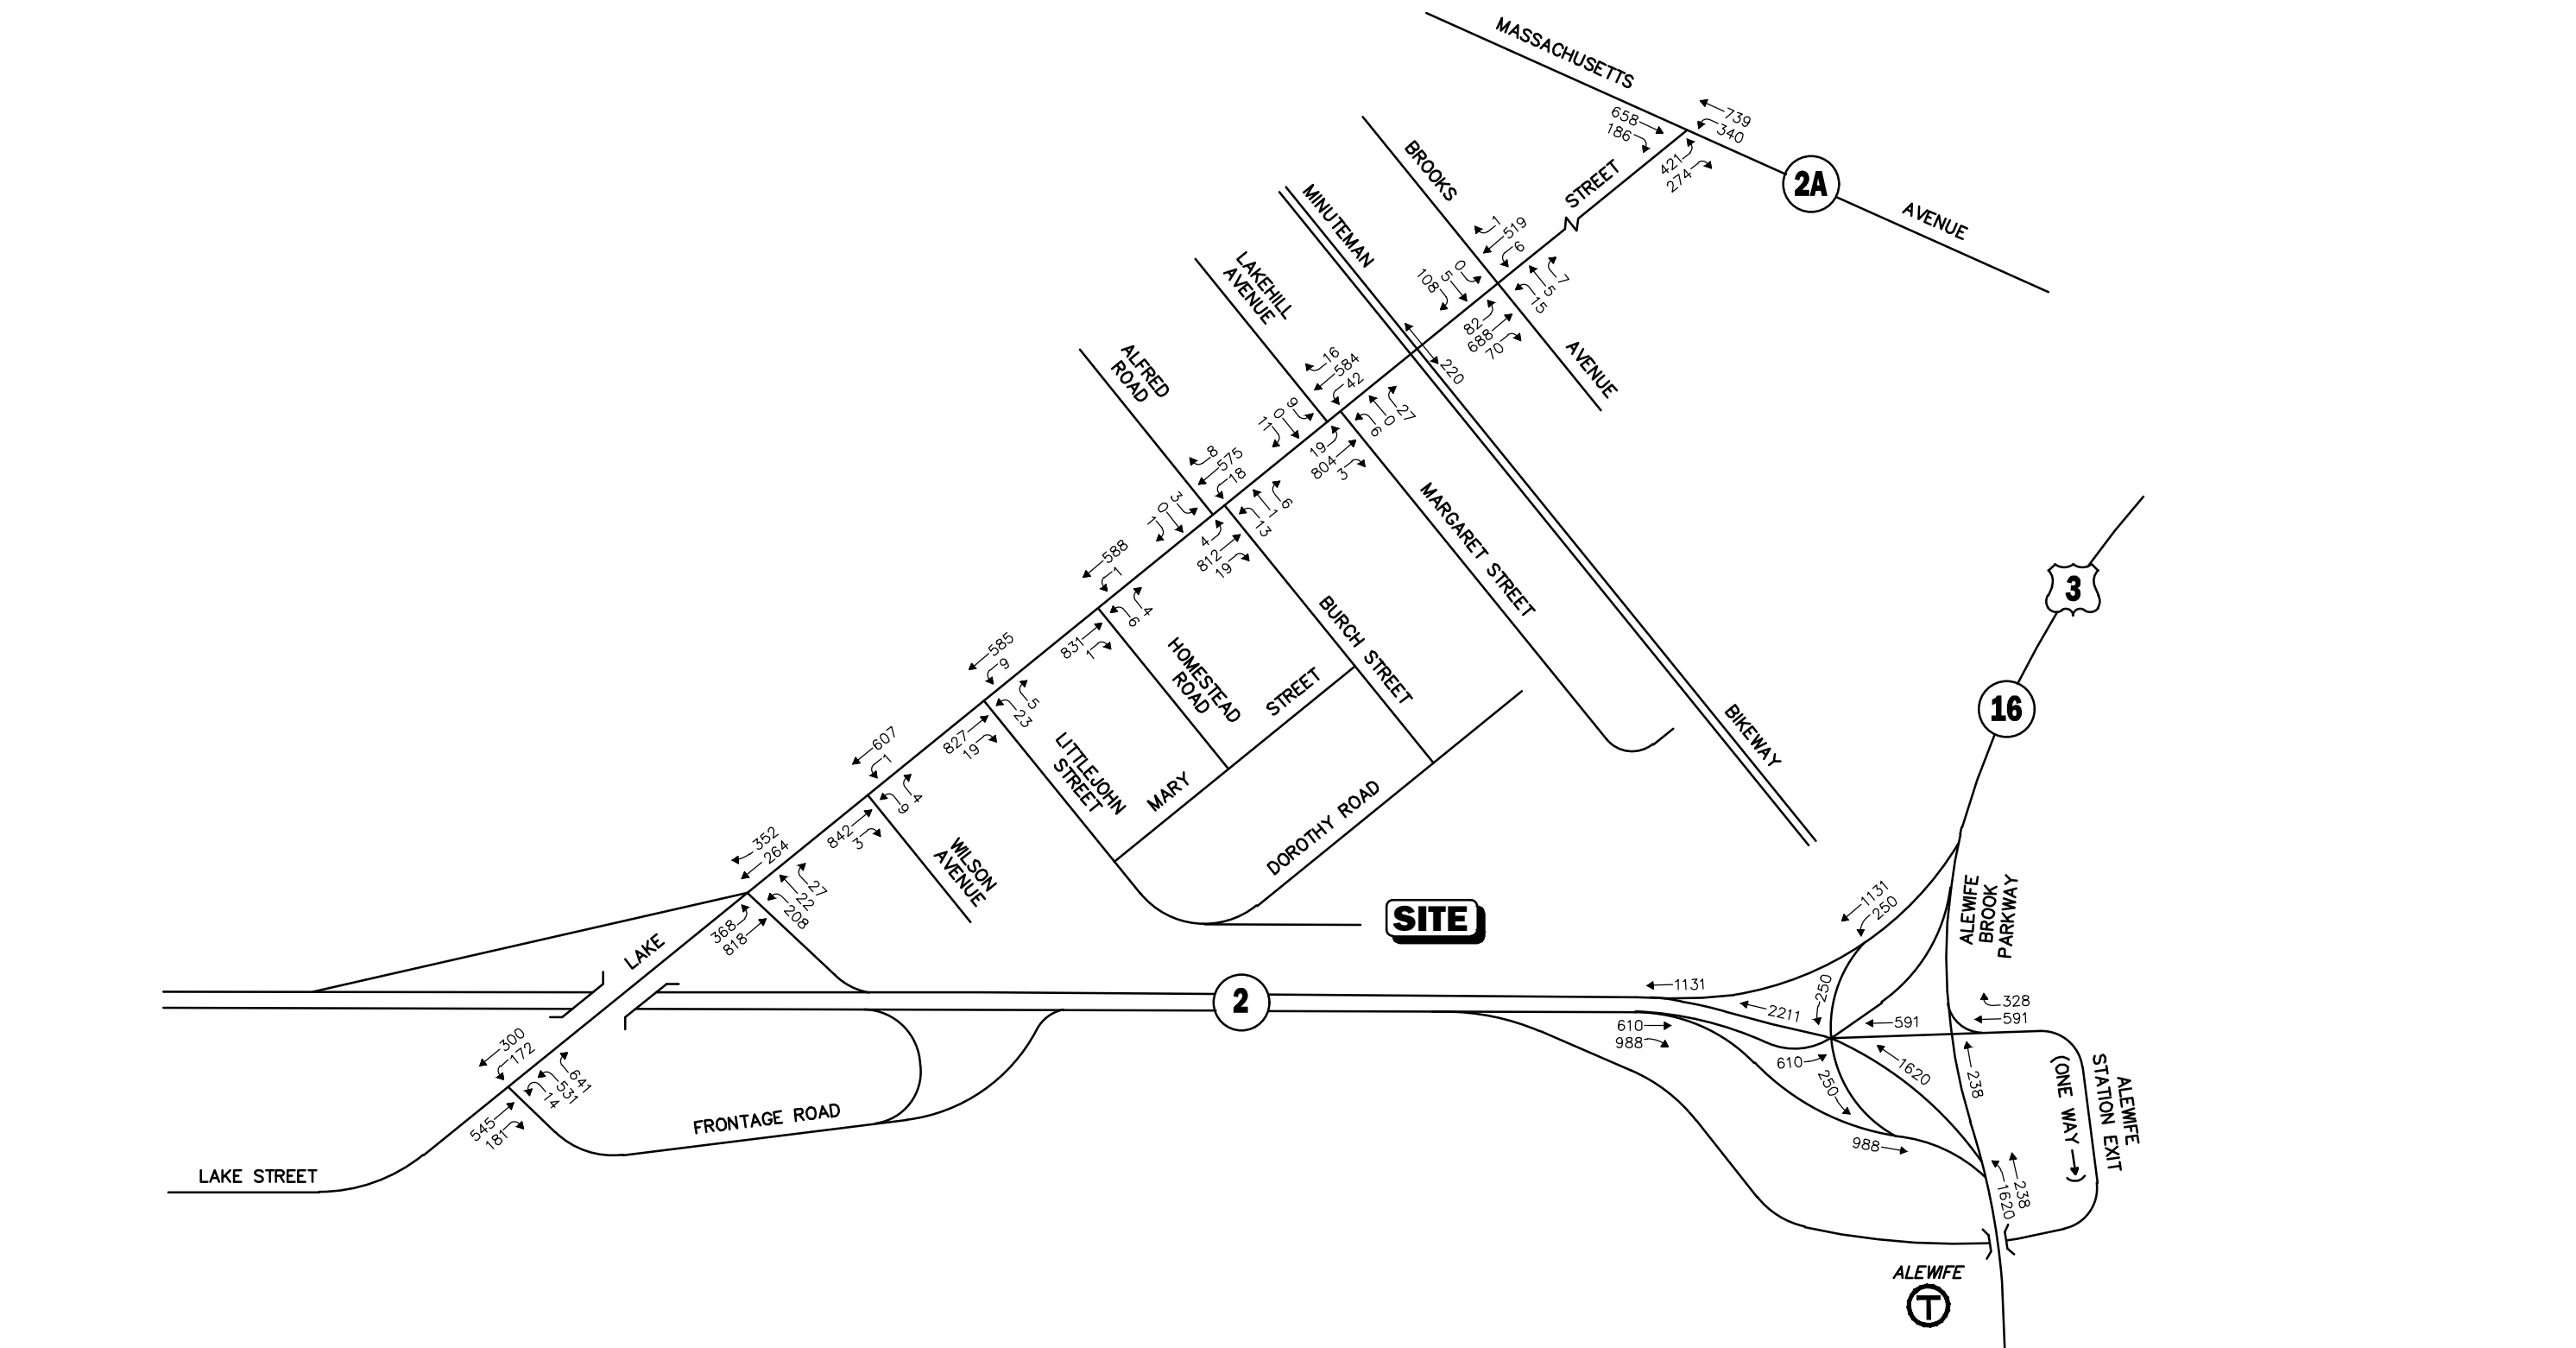 MASSACHUSETTS
AVENUE
2A
739
340
658
186
421
274
STREET
BROOKS
AVENUE
1
519
6
0
5
108
7
5
15
82
688
70
MINUTEMAN
BIKEWAY
220
LAKEHILL
AVENUE
16
584
42
9
0
11
27
0
6
19
804
3
MARGARET STREET
ALFRED
ROAD
8
575
18
3
0
1
6
1
13
4
812
19
BURCH STREET
588
1
4
6
831
1
HOMESTEAD
ROAD
585
9
5
23
827
19
LITTLEJOHN
STREET
MARY
STREET
DOROTHY ROAD
607
1
4
9
842
3
WILSON
AVENUE
352
264
27
22
208
368
818
LAKE
SITE
2
300
172
641
531
14
545
181
FRONTAGE ROAD
LAKE STREET
3
16
ALEWIFE
BROOK
PARKWAY
1131
250
1131
2211
250
591
328
591
610
988
610
250
1620
238
988
238
1620
(ONE WAY
)
ALEWIFE
STATION EXIT
ALEWIFE
T